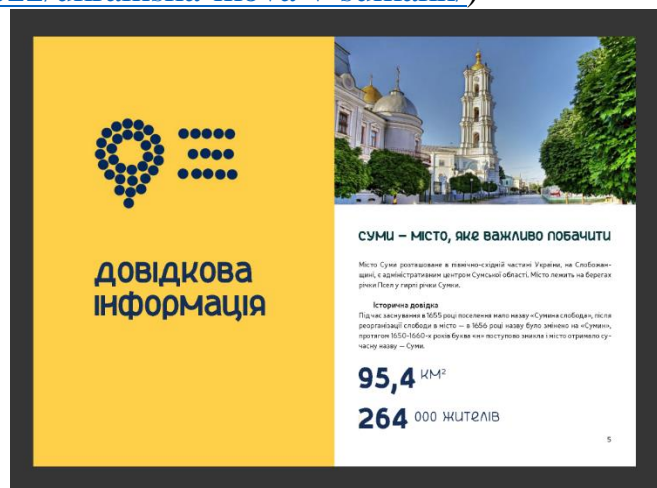 довідкова
інформація
СУМИ – МІСТО, ЯКЕ ВАЖЛИВО ПОБАЧИТИ
Місто Суми розташоване в північно-східній частині України, на Слобожан-
щині, є адміністративним центром Сумської області. Місто лежить на берегах
річки Псел у гирлі річки Сумки.
Історична довідка
Під час заснування в 1655 році поселення мало назву «Сумина слобода», після
реорганізації слободи в місто — в 1656 році назву було змінено на «Сумин»,
протягом 1650-1660-х років буква «н» поступово зникла і місто отримало су-
часну назву — Суми.
95,4 КМ²
264 000 ЖИТЕЛІВ
5